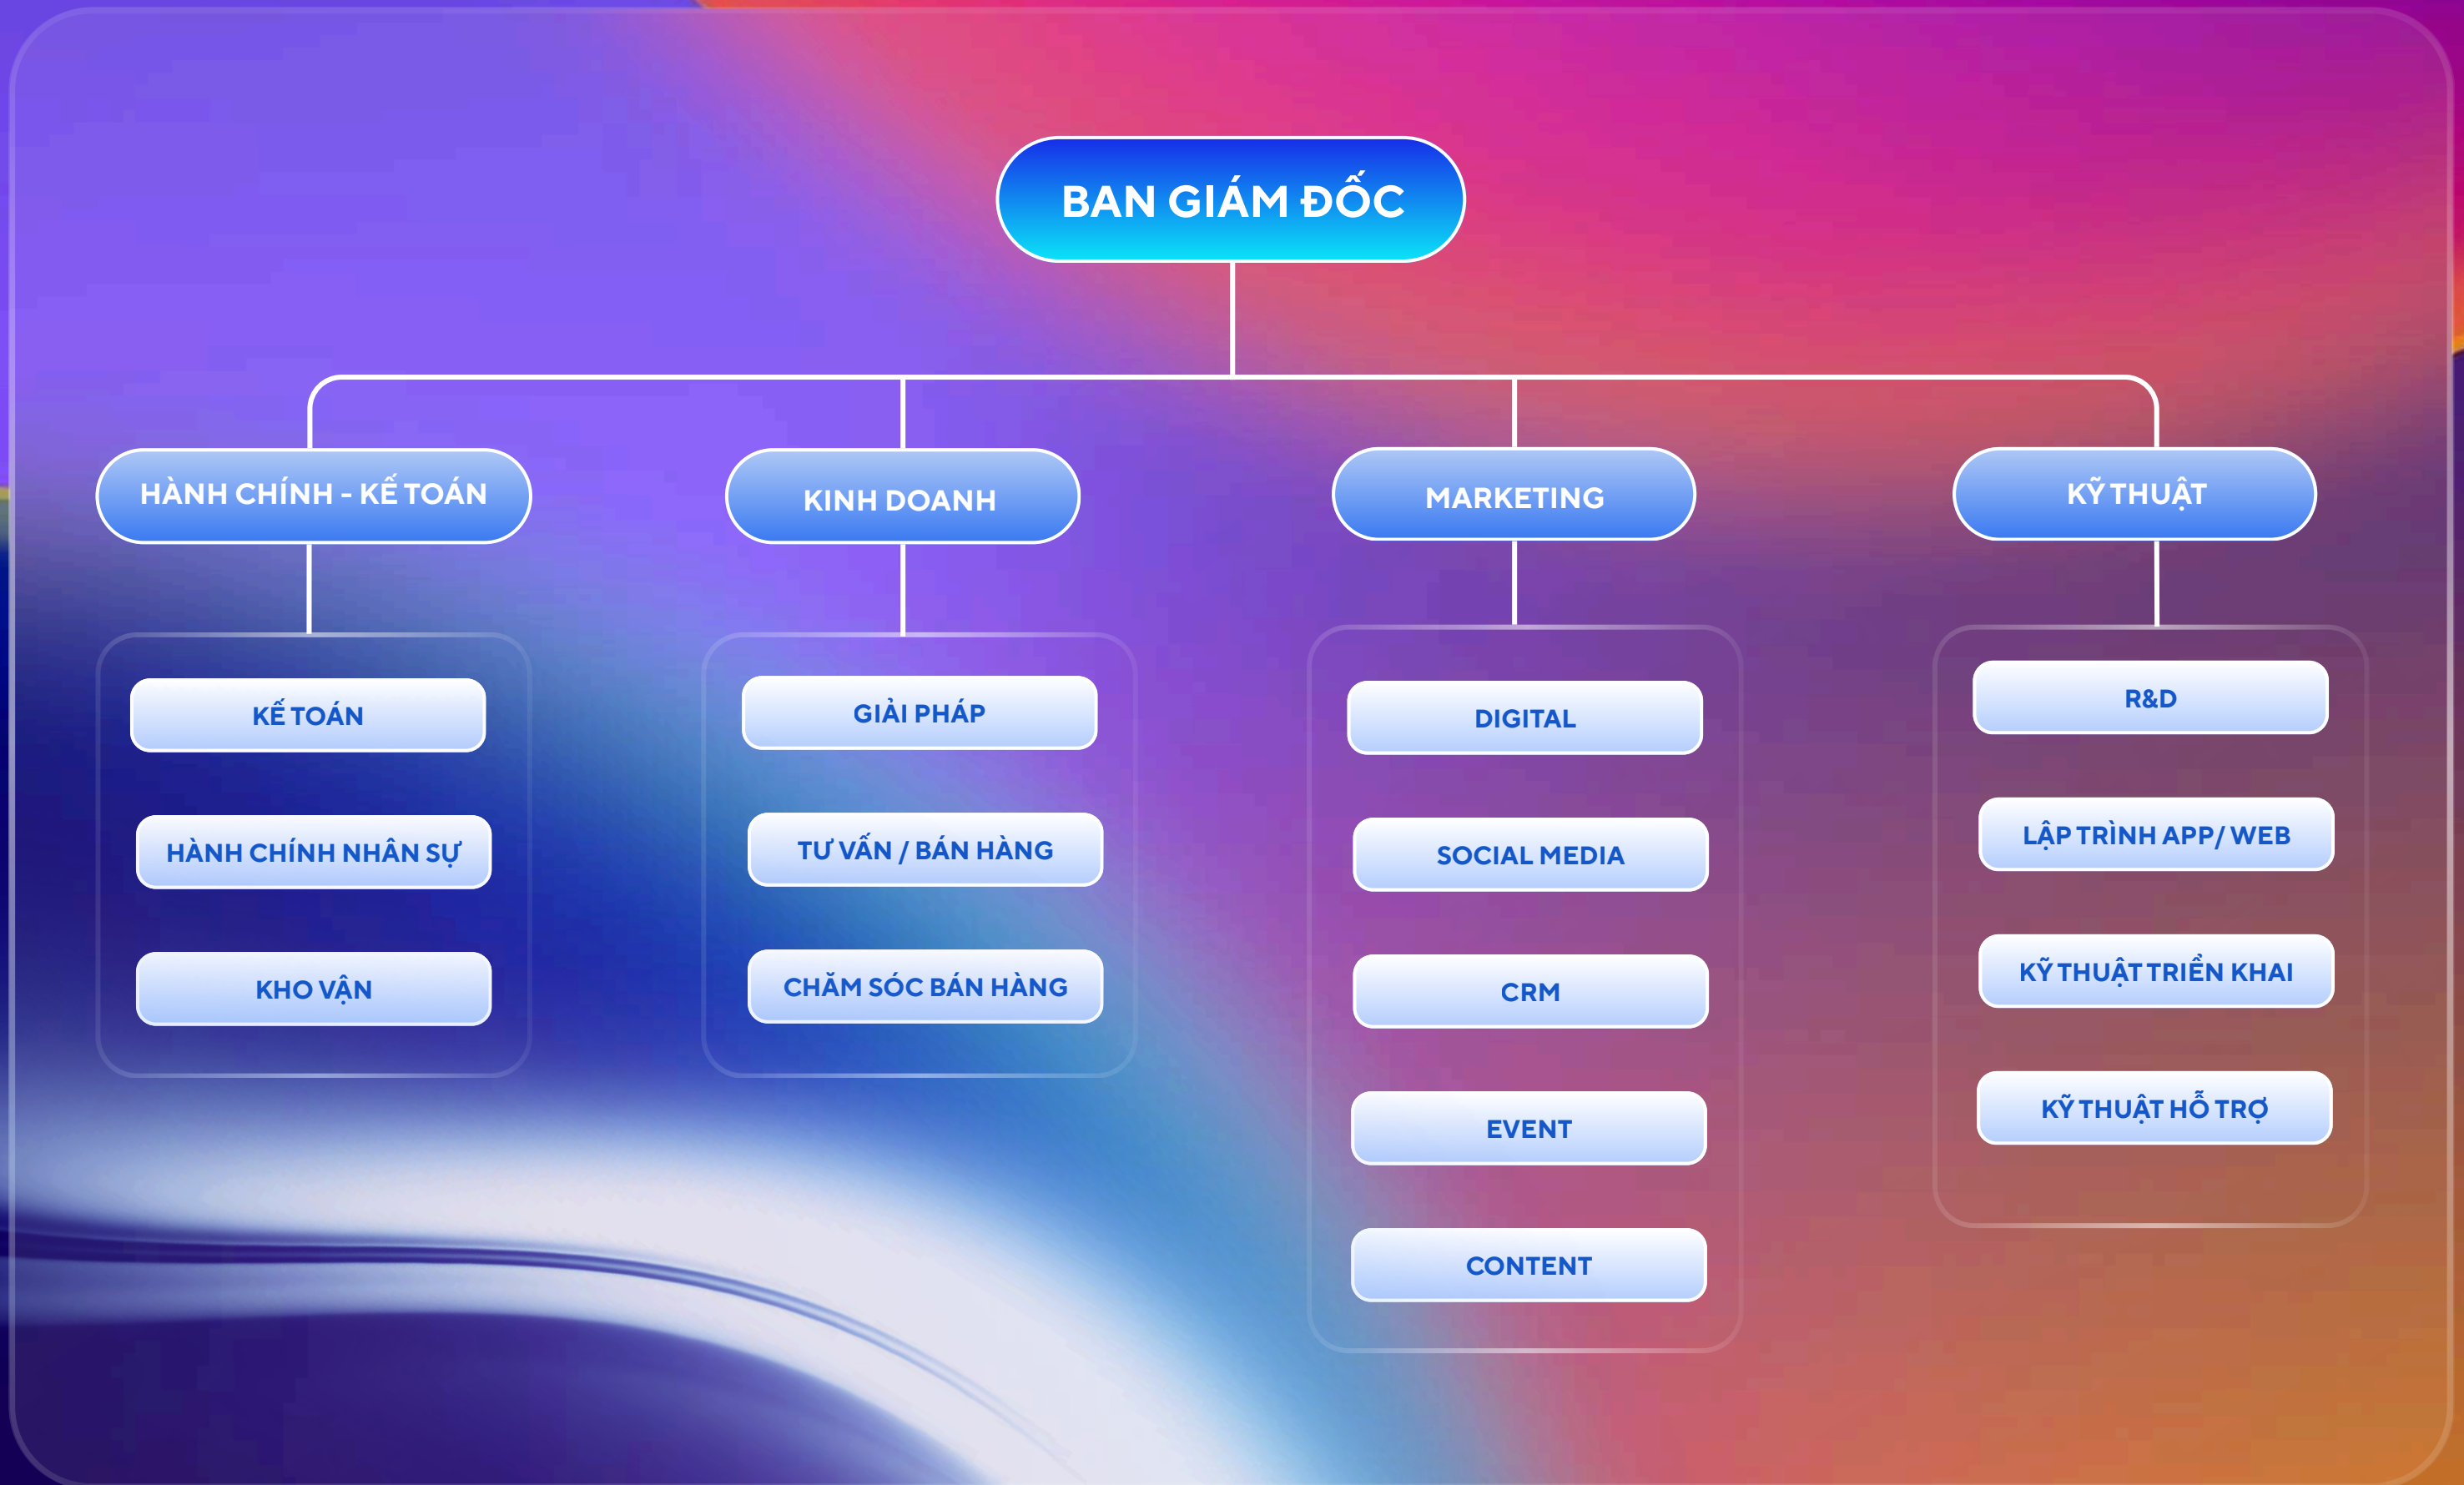 BAN GIÁM ĐỐC
HÀNH CHÍNH - KẾ TOÁN
KẾ TOÁN
HÀNH CHÍNH NHÂN SỰ
KHO VẬN
KINH DOANH
GIẢI PHÁP
TƯ VẤN / BÁN HÀNG
CHĂM SÓC BÁN HÀNG
MARKETING
DIGITAL
SOCIAL MEDIA
CRM
EVENT
CONTENT
KỸ THUẬT
R&D
LẬP TRÌNH APP/ WEB
KỸ THUẬT TRIỂN KHAI
KỸ THUẬT HỖ TRỢ